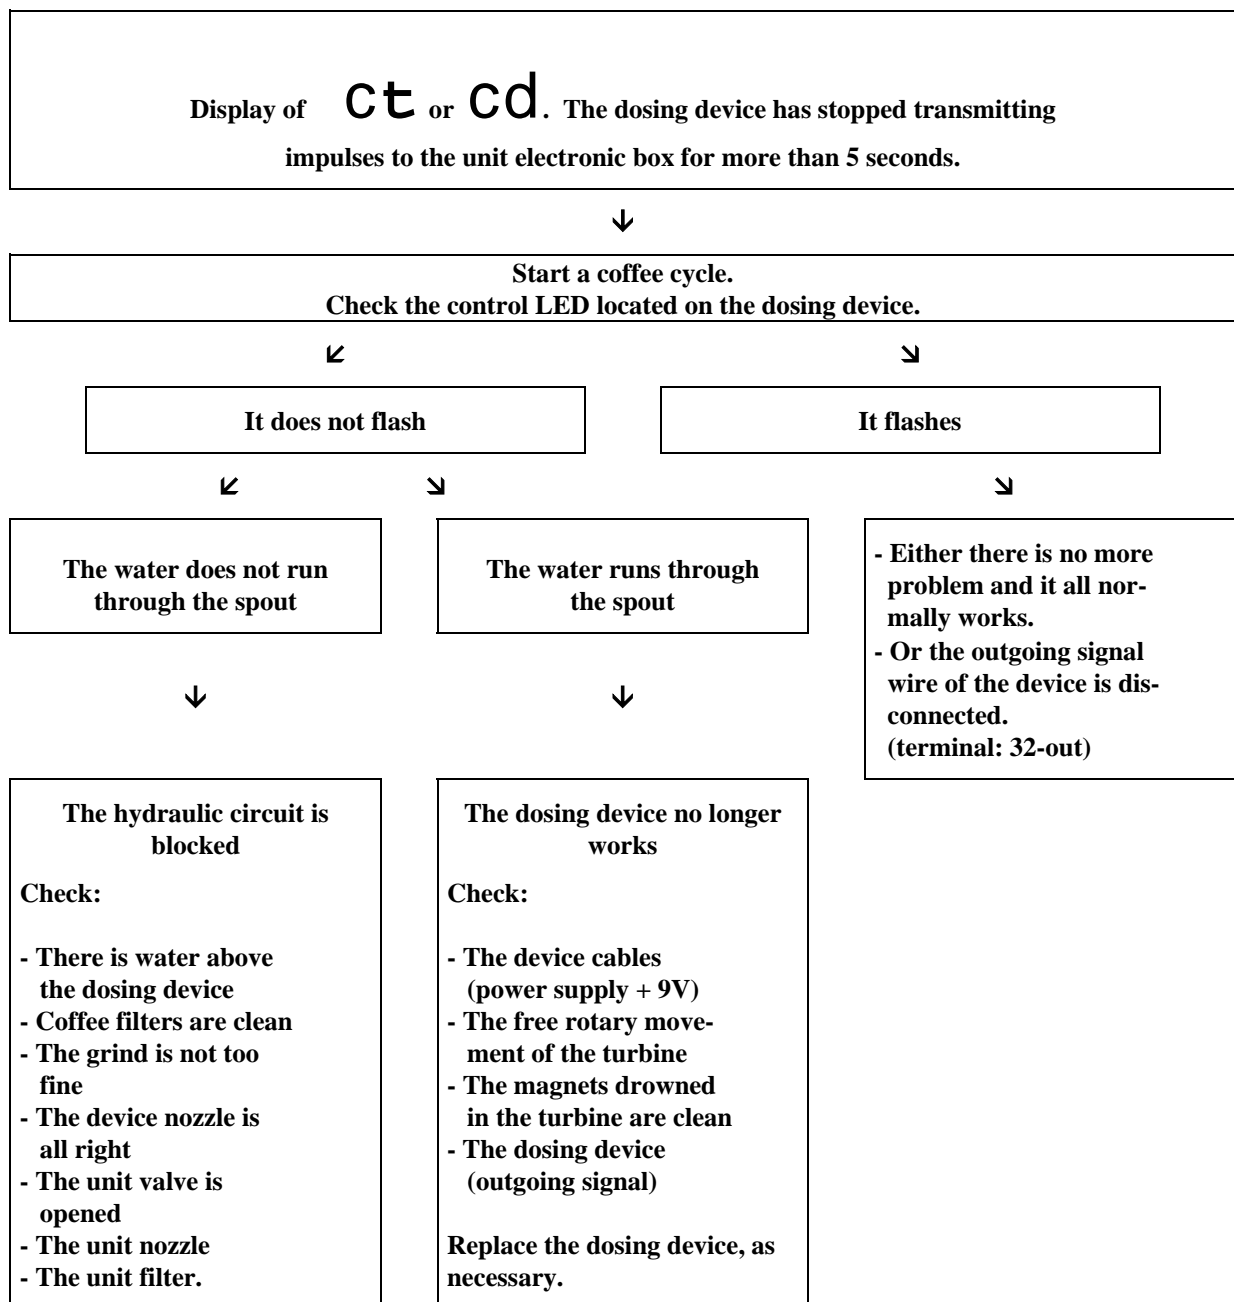 Display of ct or cd. The dosing device has stopped transmitting
impulses to the unit electronic box for more than 5 seconds.
Start a coffee cycle.
Check the control LED located on the dosing device.
It does not flash
It flashes
The water does not run
through the spout
The water runs through
the spout
- Either there is no more
problem and it all nor-
mally works.
- Or the outgoing signal
wire of the device is dis-
connected.
(terminal: 32-out)
The hydraulic circuit is
blocked
Check:
- There is water above
the dosing device
- Coffee filters are clean
- The grind is not too
fine
- The device nozzle is
all right
- The unit valve is
opened
- The unit nozzle
- The unit filter.
The dosing device no longer
works
Check:
- The device cables
(power supply + 9V)
- The free rotary move-
ment of the turbine
- The magnets drowned
in the turbine are clean
- The dosing device
(outgoing signal)
Replace the dosing device, as
necessary.